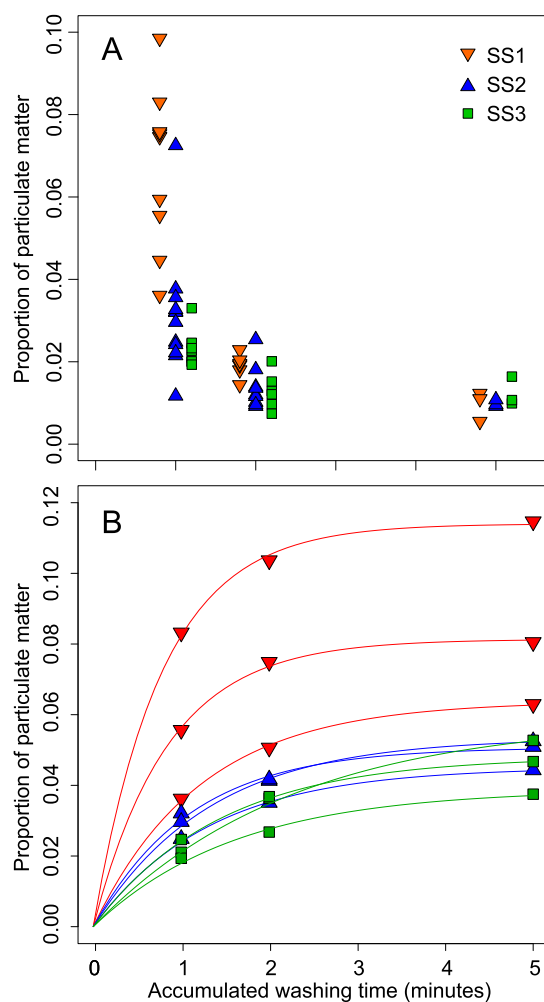 A
SS1
SS2
SS3
Proportion of particulate matter
0.10
0.08
0.06
0.04
0.02
0.00
B
Proportion of particulate matter
0.12
0.10
0.08
0.06
0.04
0.02
0.00
0 1 2 3 4 5
Accumulated washing time (minutes)